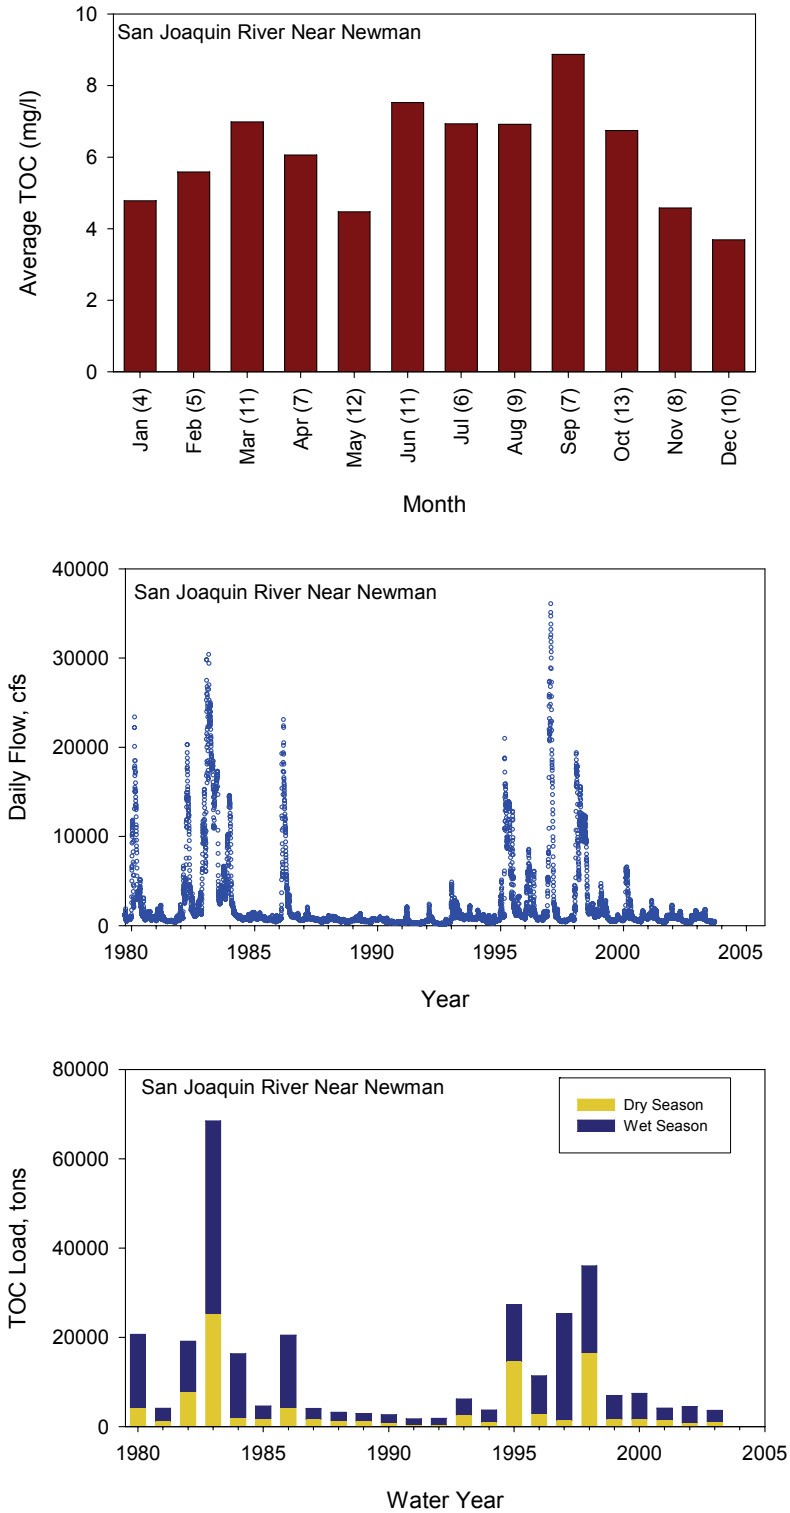 San Joaquin River Near Newman
10
8
6
4
2
0
Average TOC (mg/l)
Jan (4)
Feb (5)
Mar (11)
Apr (7)
May (12)
Jun (11)
Jul (6)
Aug (9)
Sep (7)
Oct (13)
Nov (8)
Dec (10)
Month
San Joaquin River Near Newman
40000
30000
20000
10000
0
Daily Flow, cfs
1980 1985 1990 1995 2000 2005
Year
San Joaquin River Near Newman
Dry Season
Wet Season
80000
60000
40000
20000
0
TOC Load, tons
1980 1985 1990 1995 2000 2005
Water Year